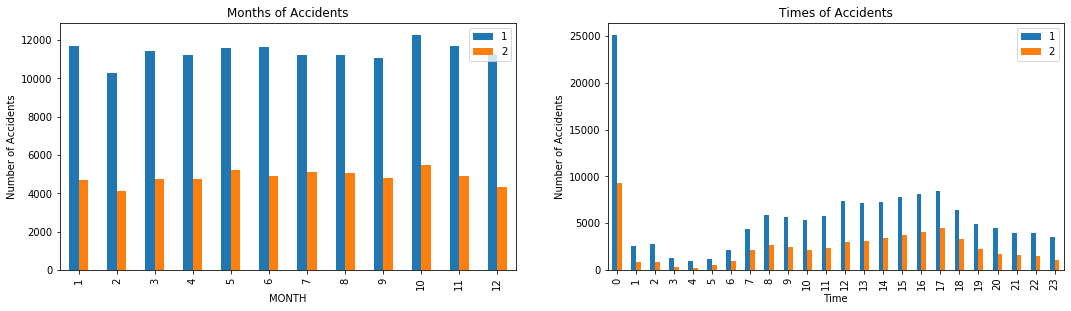 Months of Accidents
Number of Accidents
12000
10000
8000
6000
4000
2000
0
1
2
1 2 3 4 5 6 7 8 9 10 11 12
MONTH
Times of Accidents
Number of Accidents
25000
20000
15000
10000
5000
0
1
2
0 1 2 3 4 5 6 7 8 9 10 11 12 13 14 15 16 17 18 19 20 21 22 23
Time